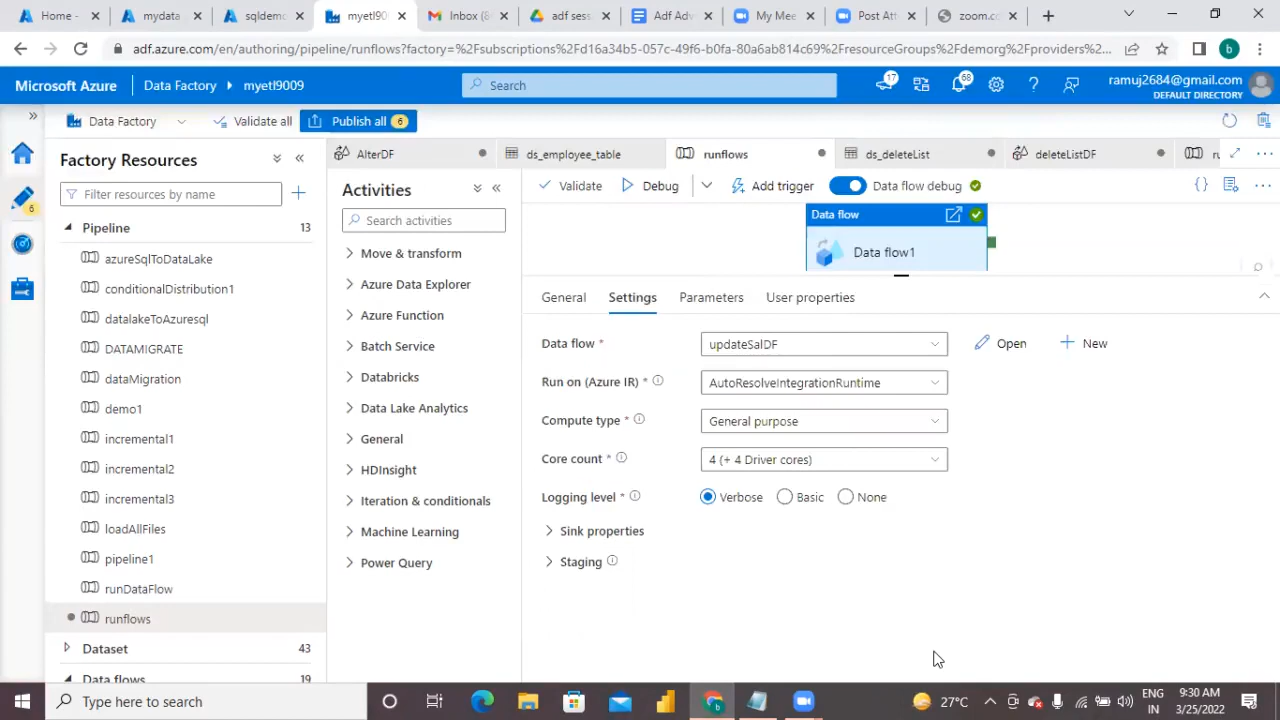 Home -
mydata
sqldemo
myetl9009
Inbox (8
adf sess
Adf Adv
My Mee
Post Att
zoom.c
adf.azure.com/en/authoring/pipeline/runflows?factory=%2Fsubscriptions%2Fd16a34b5-057c-49f6-b0fa-80a6ab814c69%2FresourceGroups%2Fdemorg%2Fproviders%2...
Microsoft Azure
Data Factory
myetl9009
Search
17
68
ramuj2684@gmail.com
DEFAULT DIRECTORY
Data Factory
Validate all
Publish all 6
AlterDF
ds_employee_table
runflows
ds_deleteList
deleteListDF
Factory Resources
Filter resources by name
6
Pipeline 13
azureSqlToDataLake
conditionalDistribution1
datalakeToAzuresql
DATAMIGRATE
dataMigration
demo1
incremental1
incremental2
incremental3
loadAllFiles
pipeline1
runDataFlow
runflows
Dataset 43
Data flows 19
Activities
Search activities
Move & transform
Azure Data Explorer
Azure Function
Batch Service
Databricks
Data Lake Analytics
General
HDInsight
Iteration & conditionals
Machine Learning
Power Query
Validate
Debug
Add trigger
Data flow debug
Data flow
Data flow1
General
Settings
Parameters
User properties
Data flow * updateSalDF
Open
New
Run on (Azure IR) * AutoResolveIntegrationRuntime
Compute type * General purpose
Core count * 4 (+ 4 Driver cores)
Logging level * Verbose Basic None
Sink properties
Staging
Type here to search
27°C
ENG
IN
9:30 AM
3/25/2022